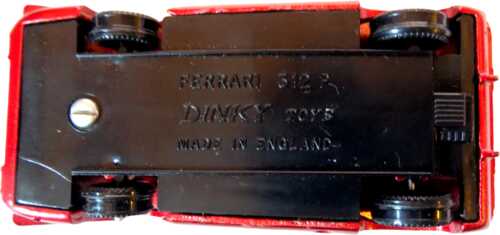 FERRARI 312 P
DINKY TOYS
MADE IN ENGLAND